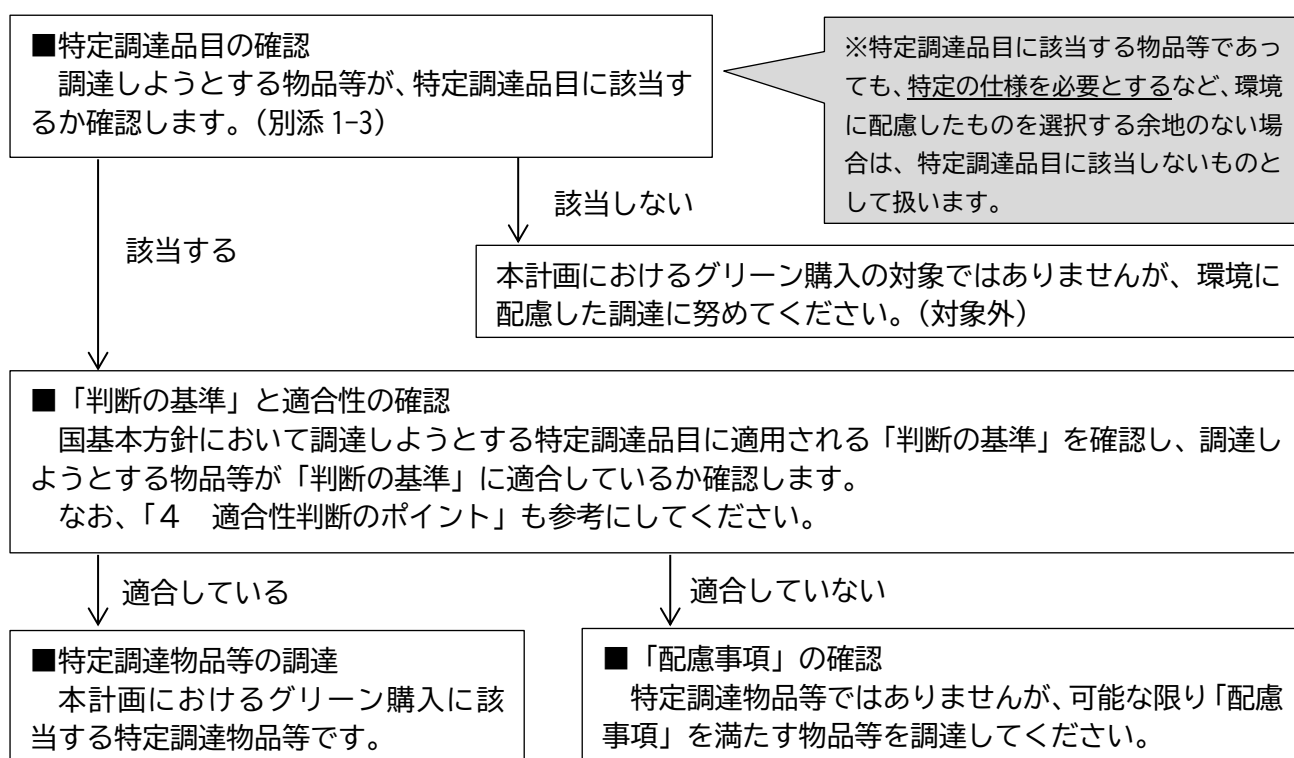 ■特定調達品目の確認
　調達しようとする物品等が、特定調達品目に該当す
るか確認します。（別添 1-3）
※特定調達品目に該当する物品等であっ
ても、特定の仕様を必要とするなど、環境
に配慮したものを選択する余地のない場
合は、特定調達品目に該当しないものと
して扱います。
該当しない
該当する
本計画におけるグリーン購入の対象ではありませんが、環境に
配慮した調達に努めてください。（対象外）
■「判断の基準」と適合性の確認
　国基本方針において調達しようとする特定調達品目に適用される「判断の基準」を確認し、調達し
ようとする物品等が「判断の基準」に適合しているか確認します。
　なお、「４　適合性判断のポイント」も参考にしてください。
適合している
適合していない
■特定調達物品等の調達
　本計画におけるグリーン購入に該
当する特定調達物品等です。
■「配慮事項」の確認
　特定調達物品等ではありませんが、可能な限り「配慮
事項」を満たす物品等を調達してください。